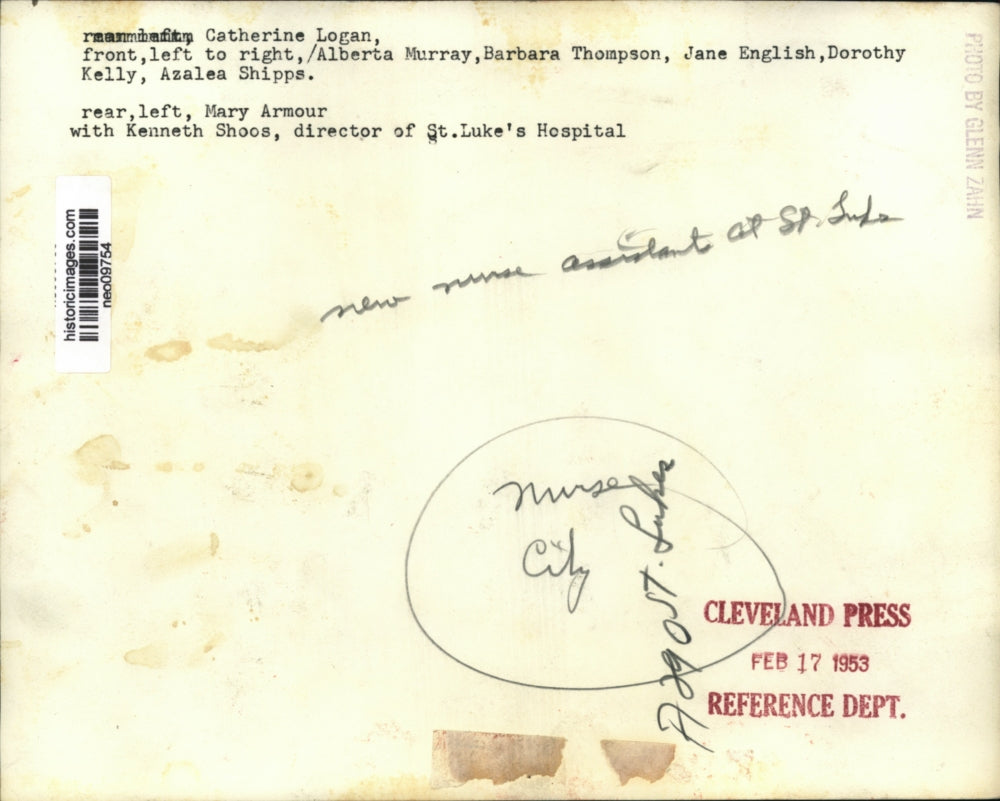 Catherine Logan,
front,left to right,/Alberta Murray,Barbara Thompson, Jane English,Dorothy
Kelly, Azalea Shipps.
rear,left, Mary Armour
with Kenneth Shoos, director of St.Luke's Hospital
PHOTO BY GLENN ZAHN
historicimages.com
neo09754
new nurse assistants at St. Luke
Nurse
City
St. Lukes
CLEVELAND PRESS
FEB 17 1953
REFERENCE DEPT.